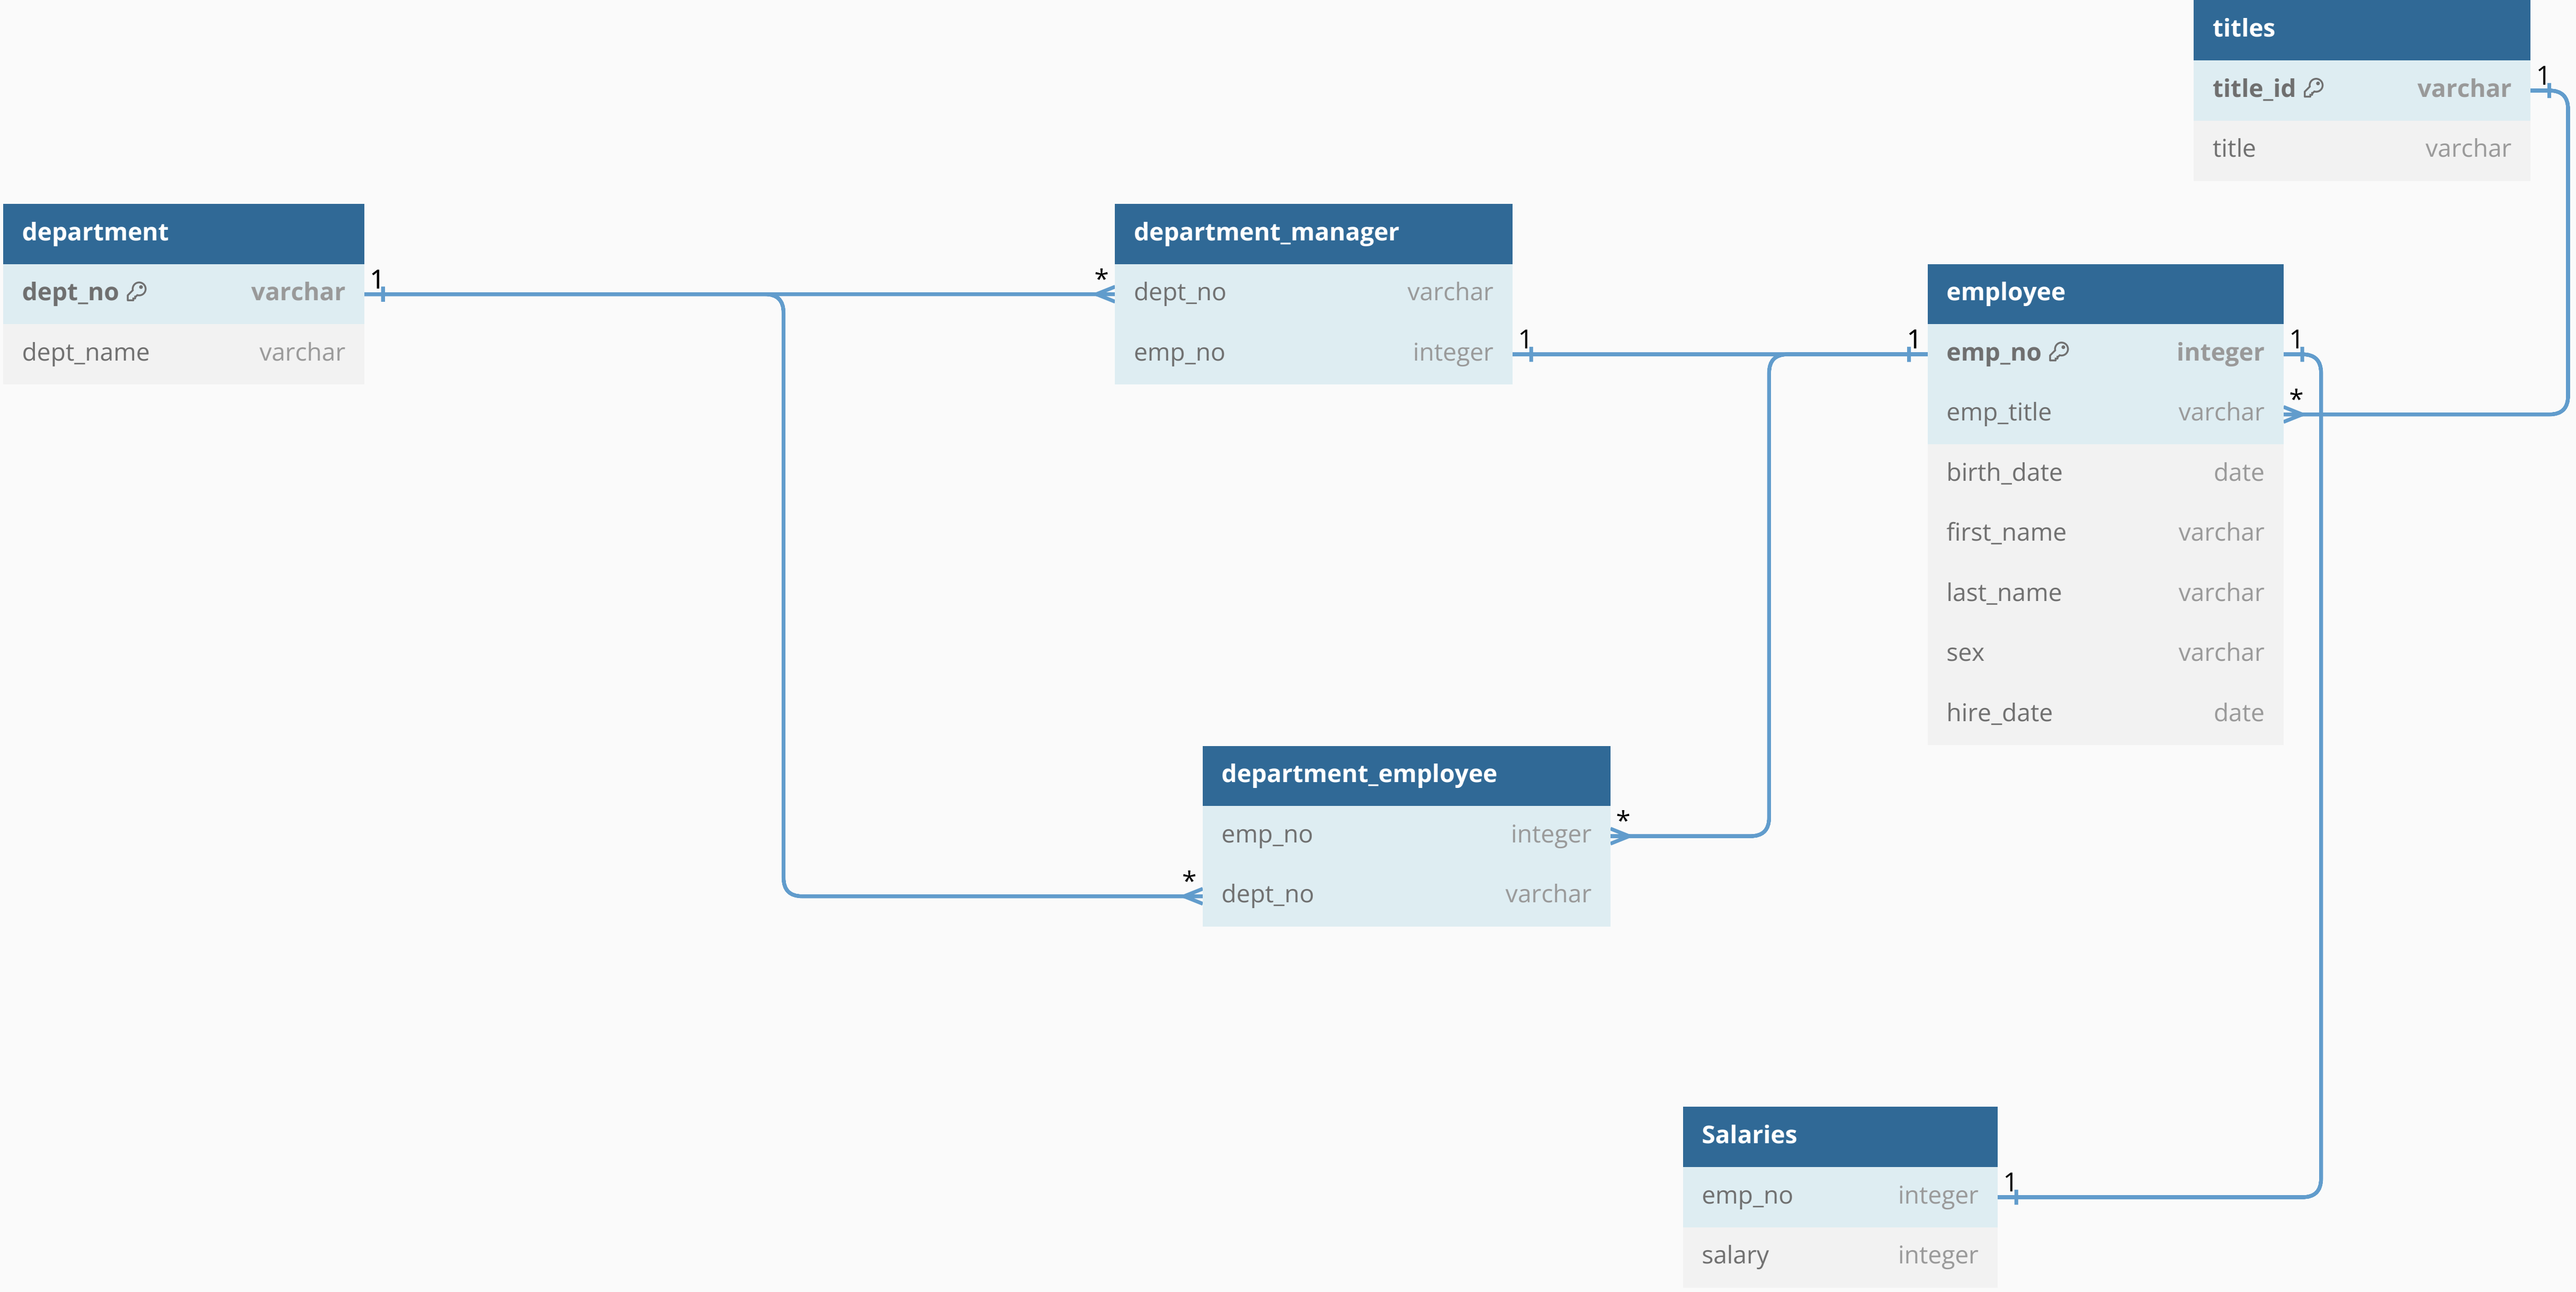 titles
1
title_id varchar
title varchar
department
1
dept_no varchar
dept_name varchar
department_manager
*
dept_no varchar
1
emp_no integer
employee
1
1
emp_no integer
*
emp_title varchar
birth_date date
first_name varchar
last_name varchar
sex varchar
hire_date date
department_employee
*
emp_no integer
*
dept_no varchar
Salaries
1
emp_no integer
salary integer